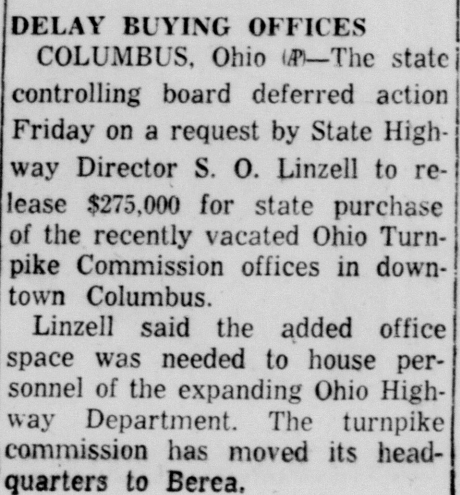 DELAY BUYING OFFICES
COLUMBUS, Ohio (AP)—The state
controlling board deferred action
Friday on a request by State High-
way Director S. O. Linzell to re-
lease $275,000 for state purchase
of the recently vacated Ohio Turn-
pike Commission offices in down-
town Columbus.
Linzell said the added office
space was needed to house per-
sonnel of the expanding Ohio High-
way Department. The turnpike
commission has moved its head-
quarters to Berea.